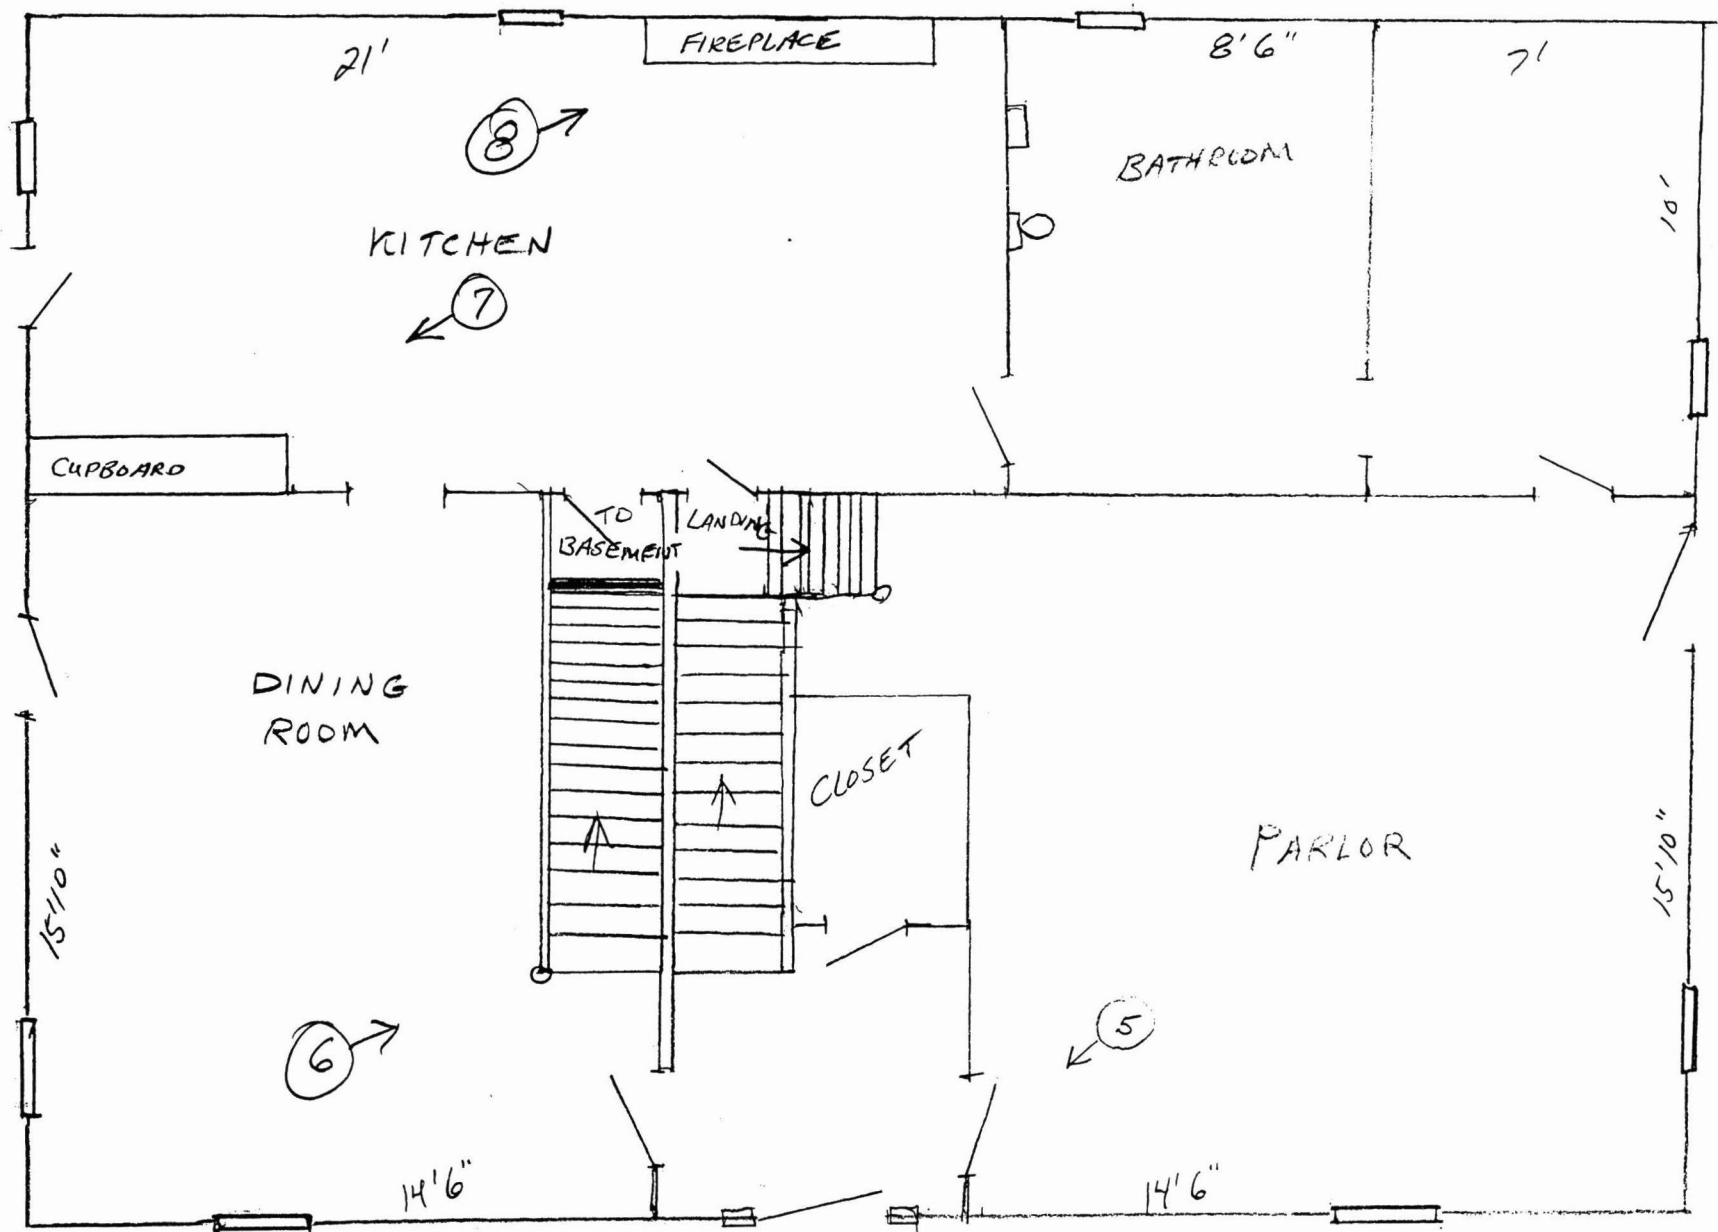 21'
FIREPLACE
8'6"
7'
8
BATHROOM
10'
KITCHEN
7
CUPBOARD
TO
BASEMENT
LANDING
DINING
ROOM
CLOSET
PARLOR
15'10"
15'10"
5
6
14'6"
14'6"